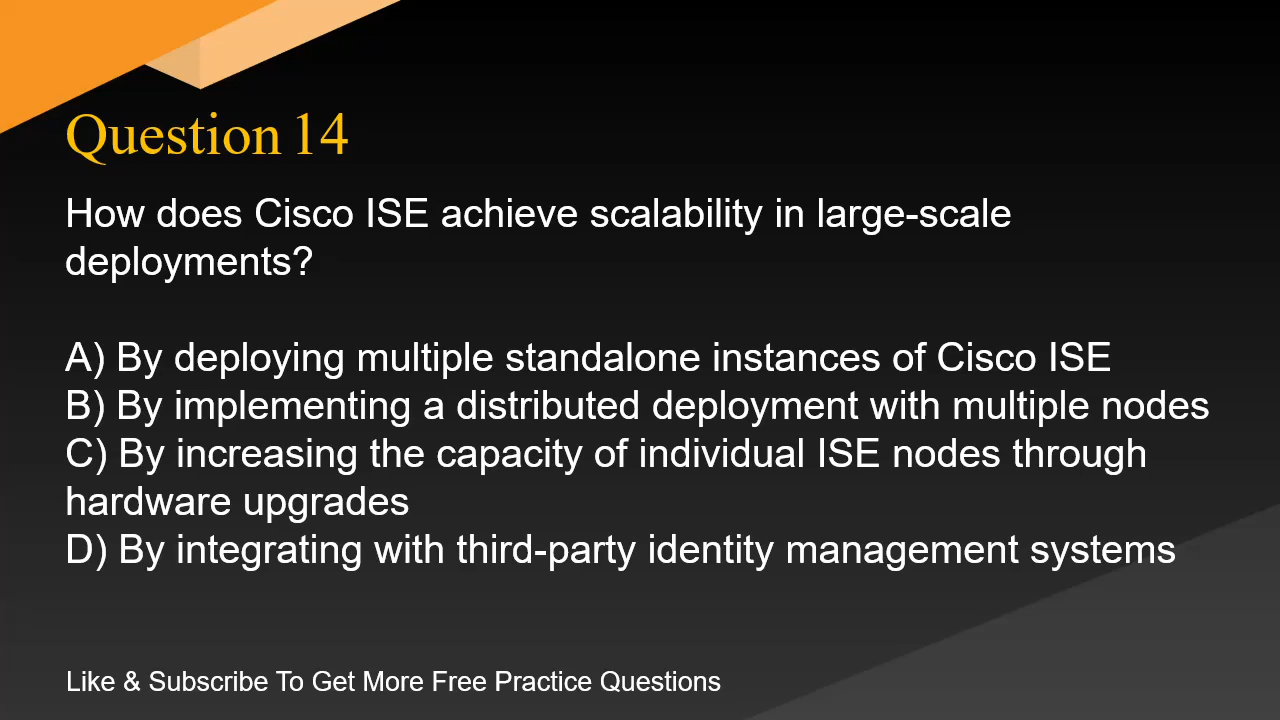 Question 14
How does Cisco ISE achieve scalability in large-scale
deployments?
A) By deploying multiple standalone instances of Cisco ISE
B) By implementing a distributed deployment with multiple nodes
C) By increasing the capacity of individual ISE nodes through
hardware upgrades
D) By integrating with third-party identity management systems
Like & Subscribe To Get More Free Practice Questions